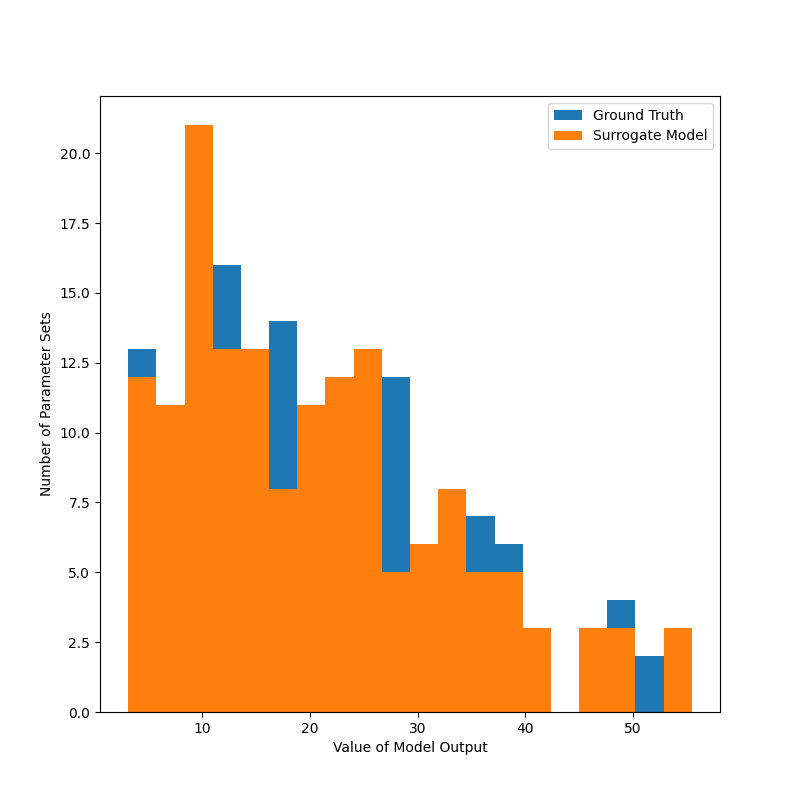 Ground Truth
Surrogate Model
Number of Parameter Sets
20.0
17.5
15.0
12.5
10.0
7.5
5.0
2.5
0.0
10 20 30 40 50
Value of Model Output